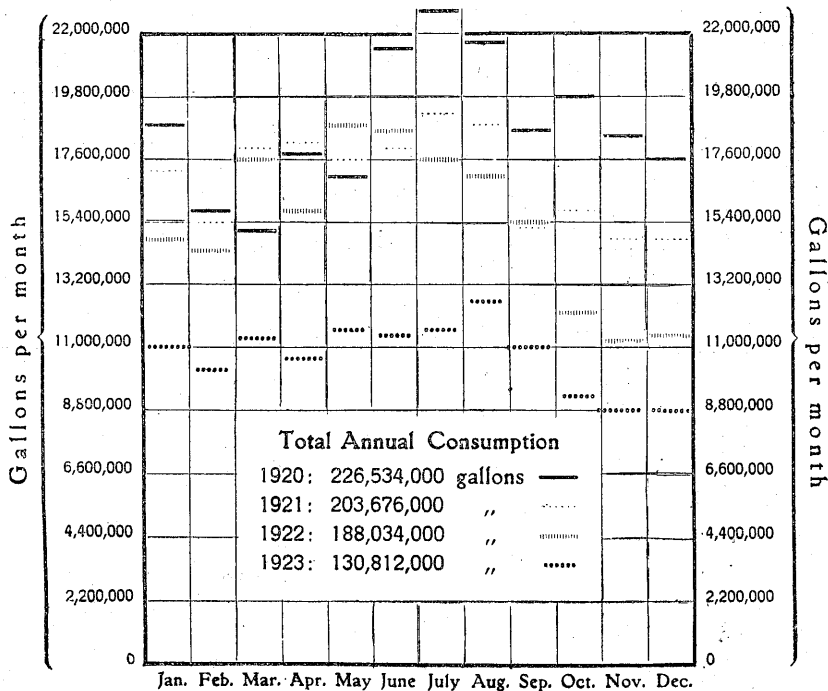 Gallons per month
22,000,000 22,000,000
19,800,000 19,800,000
17,600,000 17,600,000
15,400,000 15,400,000
13,200,000 13,200,000
11,000,000 11,000,000
8,800,000 8,800,000
6,600,000 6,600,000
4,400,000 4,400,000
2,200,000 2,200,000
0 0
Gallons per month
Total Annual Consumption
1920: 226,534,000 gallons
1921: 203,676,000 ,,
1922: 188,034,000 ,,
1923: 130,812,000 ,,
Jan. Feb. Mar. Apr. May June July Aug. Sep. Oct. Nov. Dec.